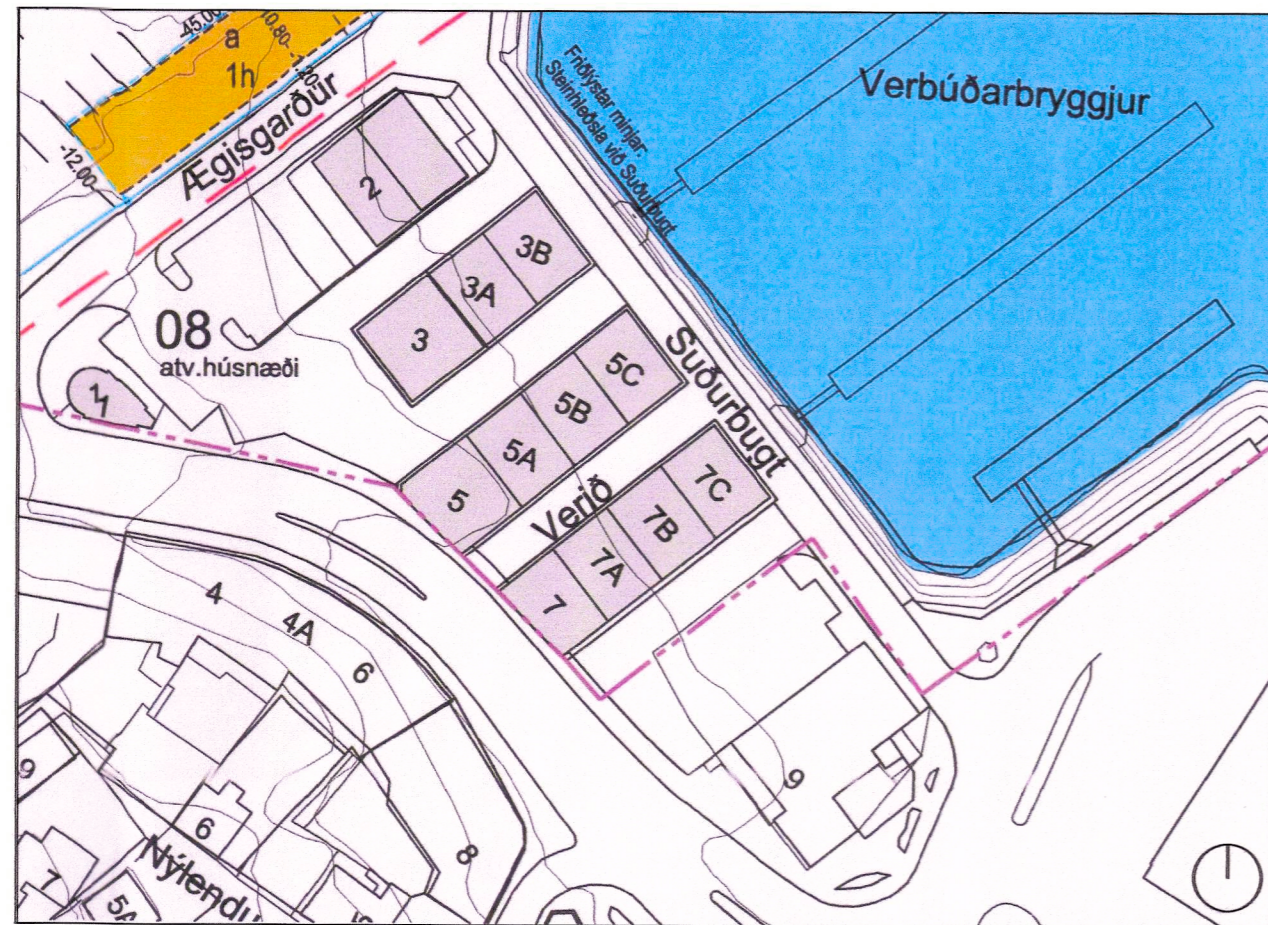 -45.00
10.80
a
1h
-20
-12.00
Ægisgarður
Friðlýstar minjar:
Steinhleðsla við Suðurbugt
Verbúðarbryggjur
2
3B
3A
3
08
atv.húsnæði
5C
5B
5A
5
Suðurbugt
Verið
7C
7B
7A
7
4
4A
6
8
9
9
6
7
5A
Nýlendu